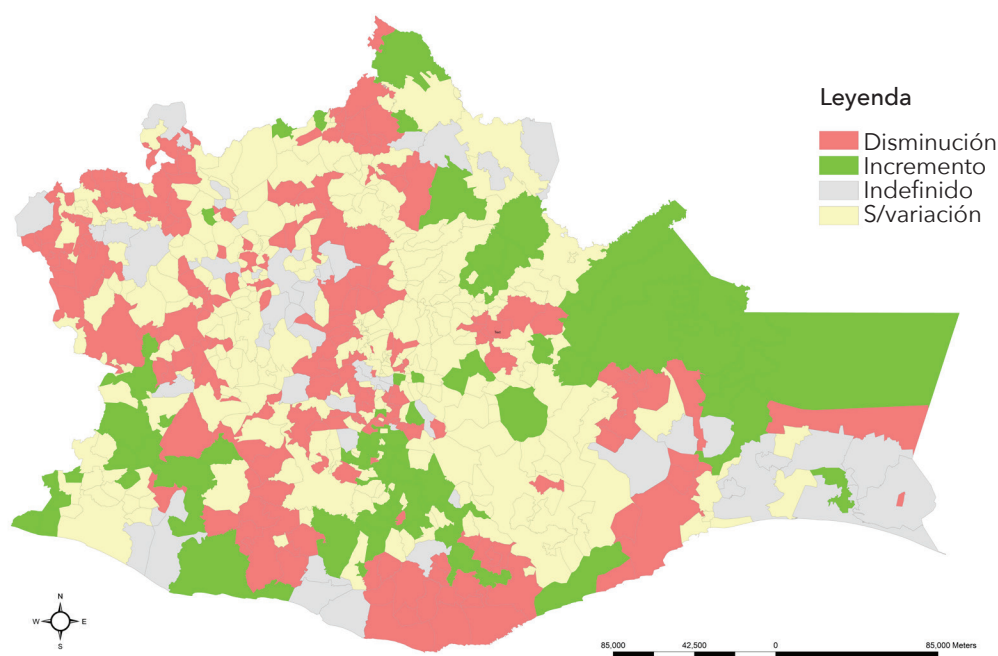 Leyenda
Disminución
Incremento
Indefinido
S/variación
N
W E
S
85,000 42,500 0 85,000 Meters